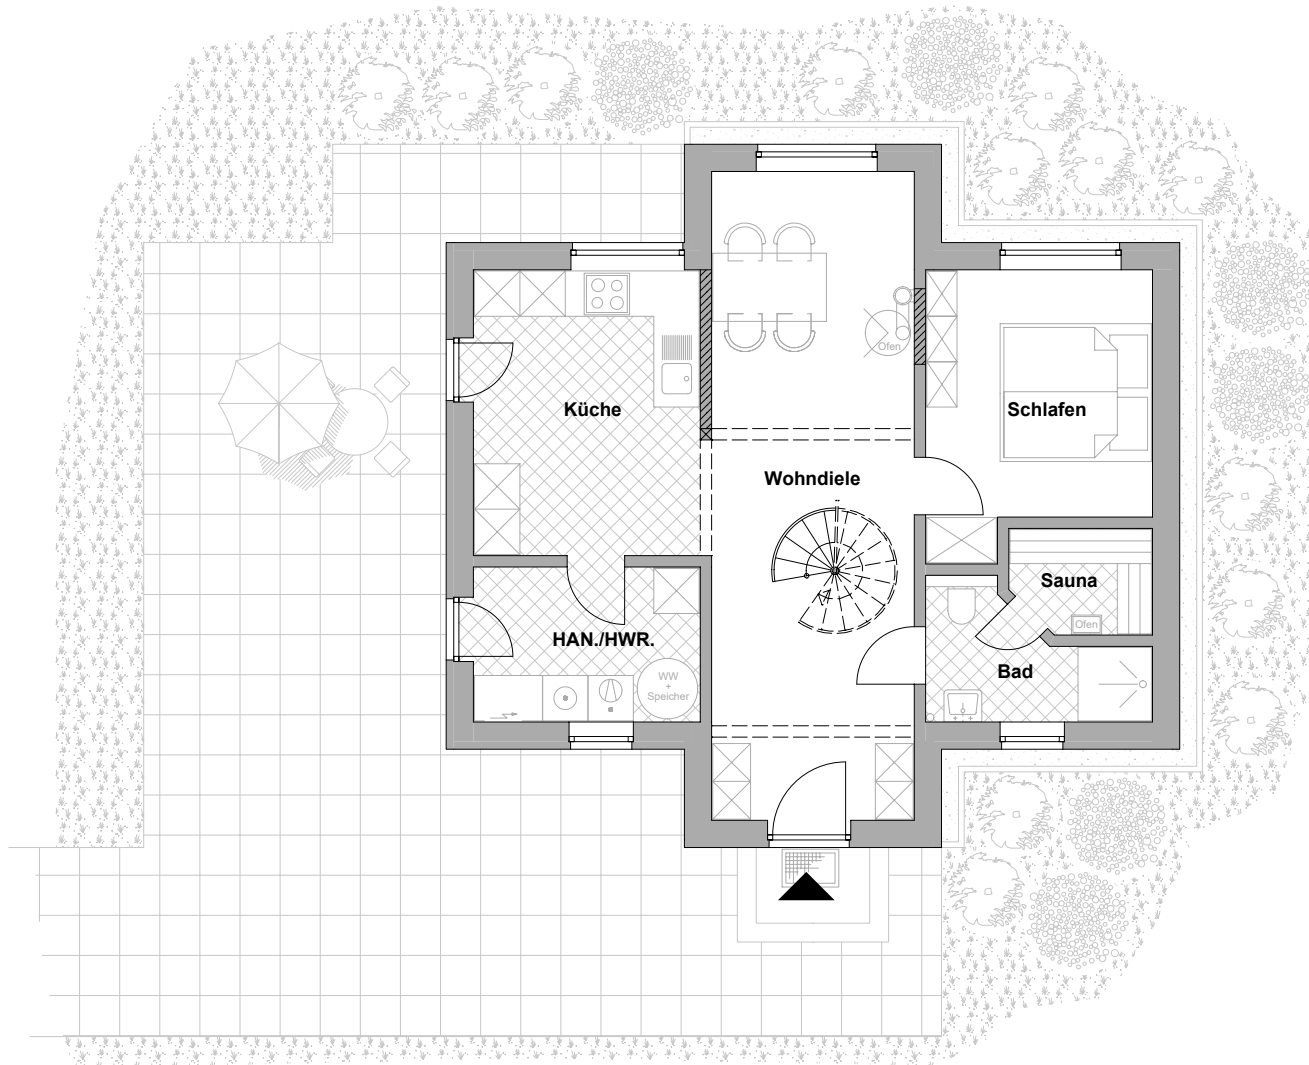 Ofen
Küche
Schlafen
Wohndiele
Sauna
Ofen
HAN./HWR.
Bad
WW
+
Speicher